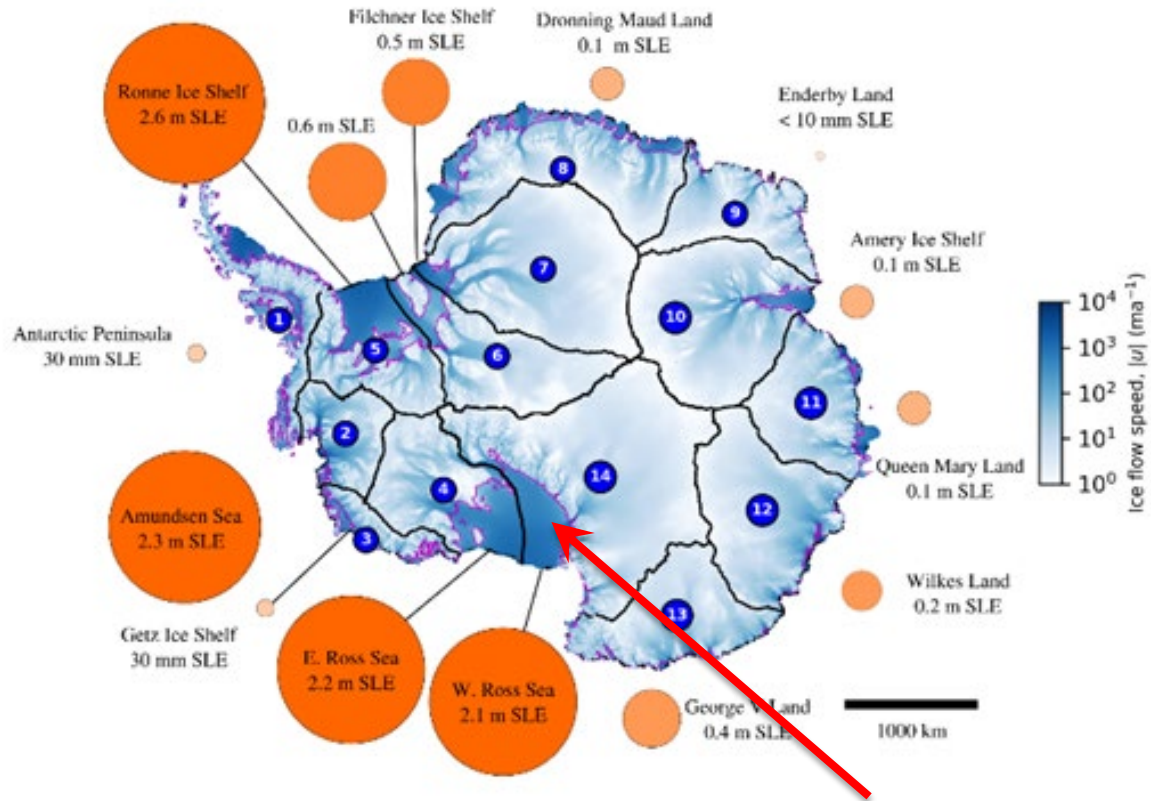 Filchner Ice Shelf
0.5 m SLE
Dronning Maud Land
0.1 m SLE
Ronne Ice Shelf
2.6 m SLE
0.6 m SLE
Enderby Land
< 10 mm SLE
8
9
7
Amery Ice Shelf
0.1 m SLE
1
10
Antarctic Peninsula
30 mm SLE
5
6
11
2
Queen Mary Land
0.1 m SLE
4
14
12
Amundsen Sea
2.3 m SLE
3
Wilkes Land
0.2 m SLE
Getz Ice Shelf
30 mm SLE
13
E. Ross Sea
2.2 m SLE
W. Ross Sea
2.1 m SLE
George V Land
0.4 m SLE
1000 km
10⁴
10³
10²
10¹
10⁰
Ice flow speed, |u| (ma⁻¹)